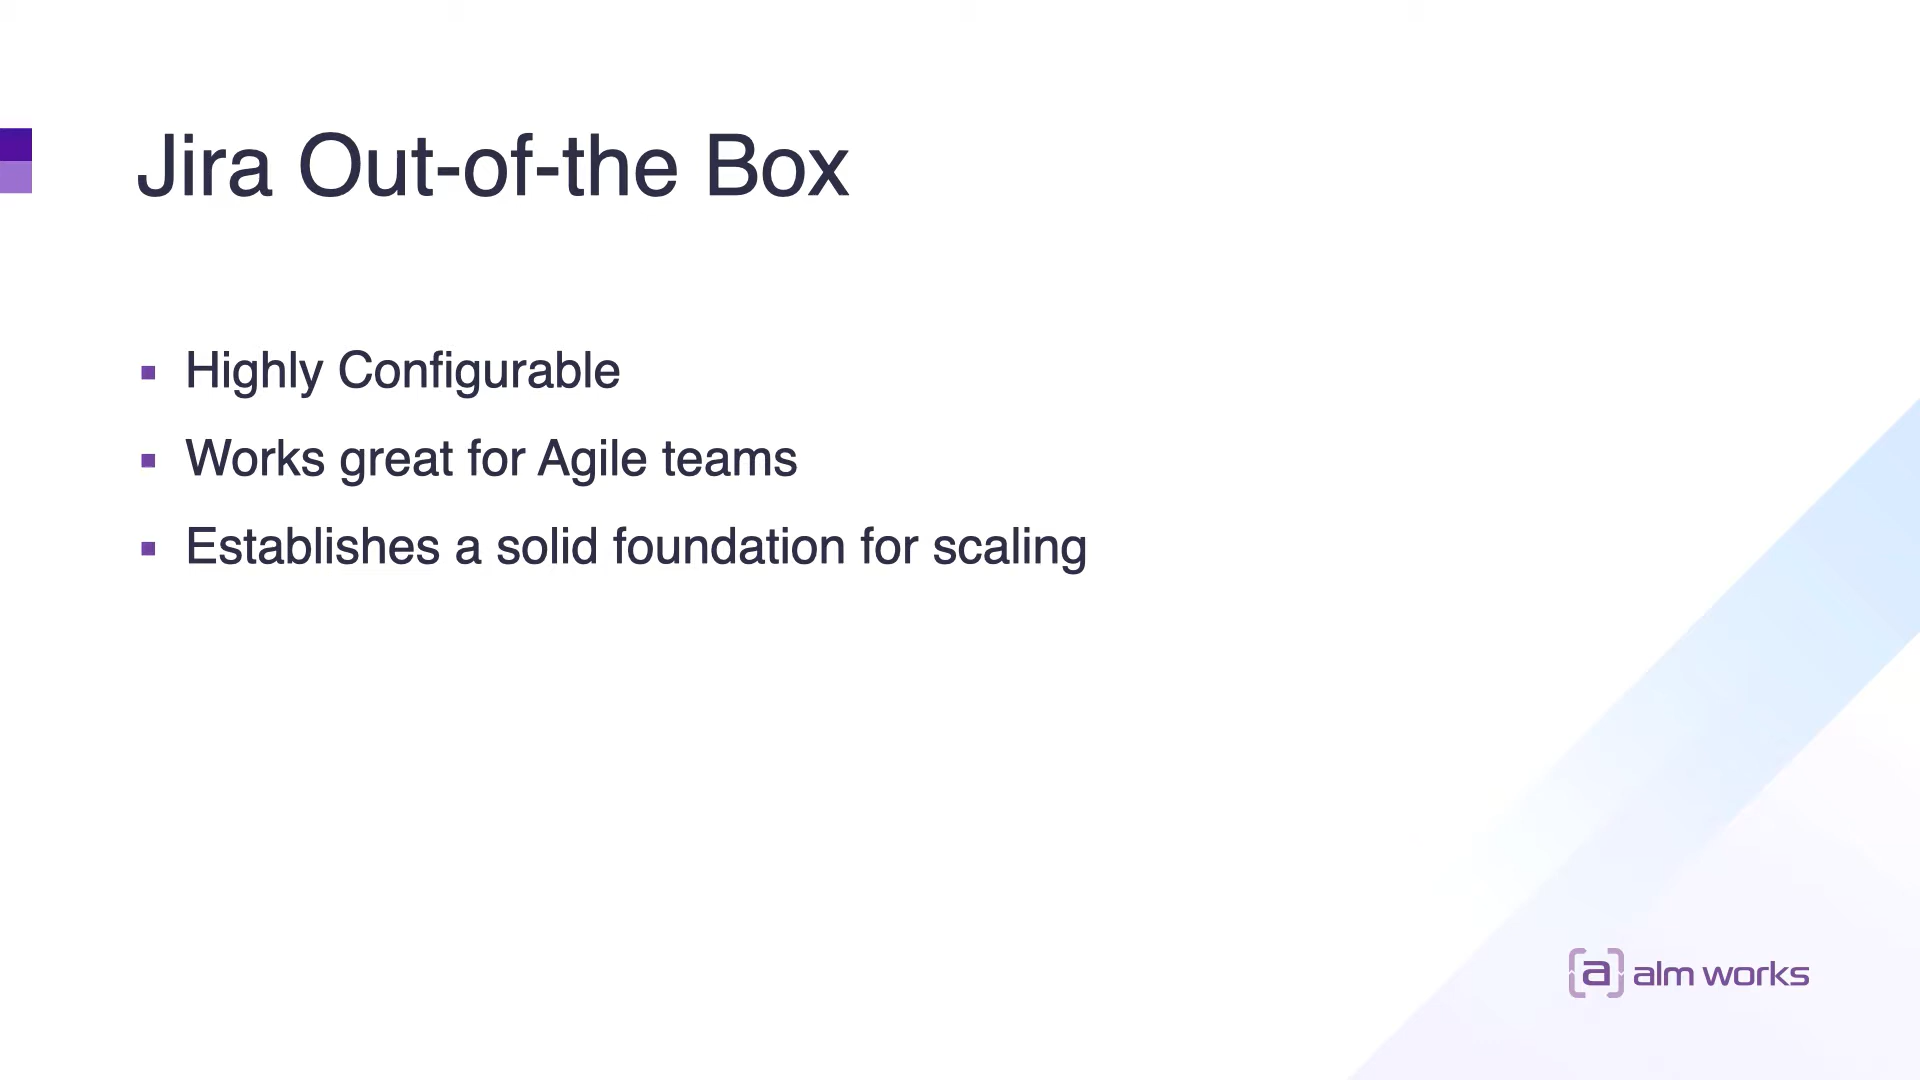 Jira Out-of-the Box
Highly Configurable
Works great for Agile teams
Establishes a solid foundation for scaling
[a] alm works